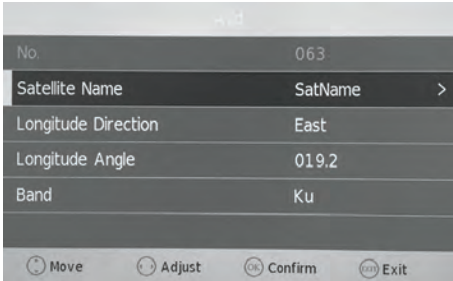 Add
No. 063
Satellite Name SatName >
Longitude Direction East
Longitude Angle 019.2
Band Ku
Move Adjust OK Confirm EXIT Exit